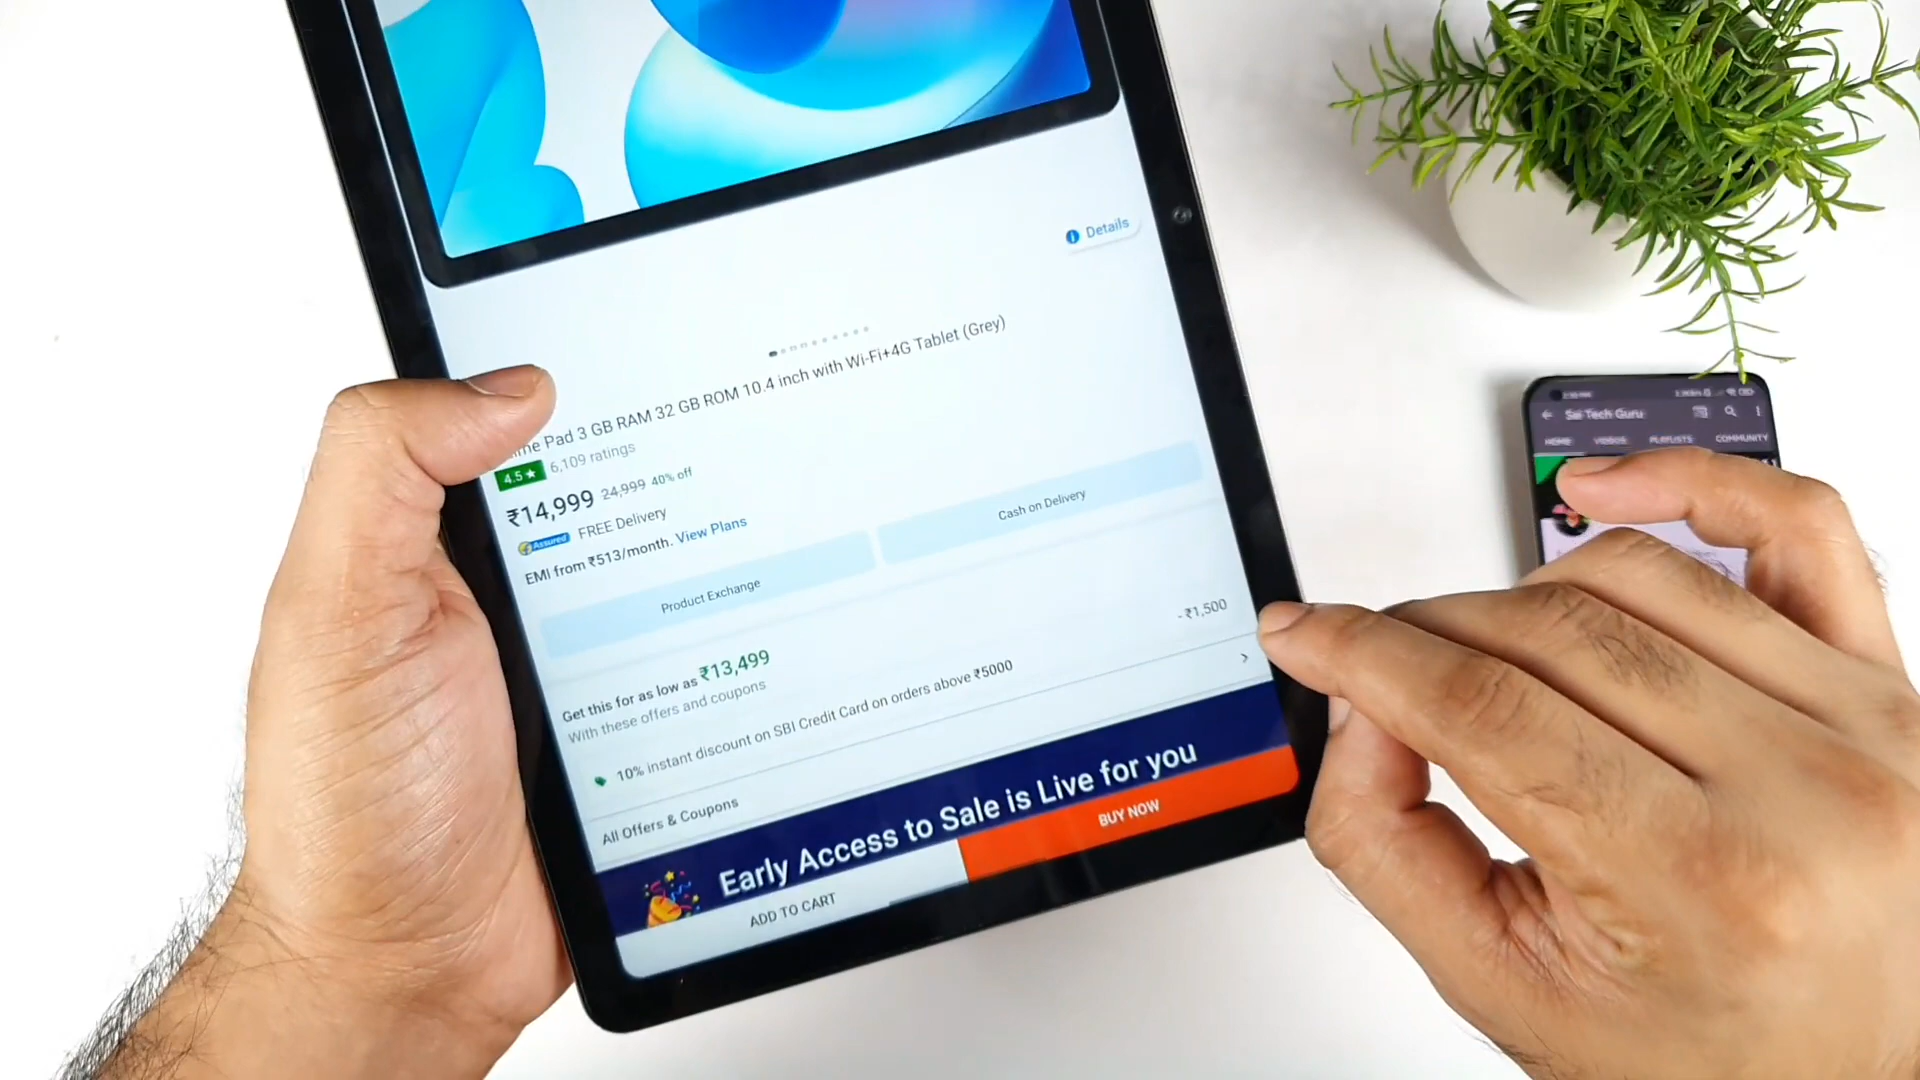 Details
Pad 3 GB RAM 32 GB ROM 10.4 inch with Wi-Fi+4G Tablet (Grey)
4.5★ 6,109 ratings
₹14,999 24,999 40% off
Assured FREE Delivery
EMI from ₹513/month. View Plans
Product Exchange Cash on Delivery
Get this for as low as ₹13,499
With these offers and coupons
10% instant discount on SBI Credit Card on orders above ₹5000 - ₹1,500
All Offers & Coupons
Early Access to Sale is Live for you
ADD TO CART BUY NOW
Sai Tech Guru
HOME VIDEOS PLAYLISTS COMMUNITY